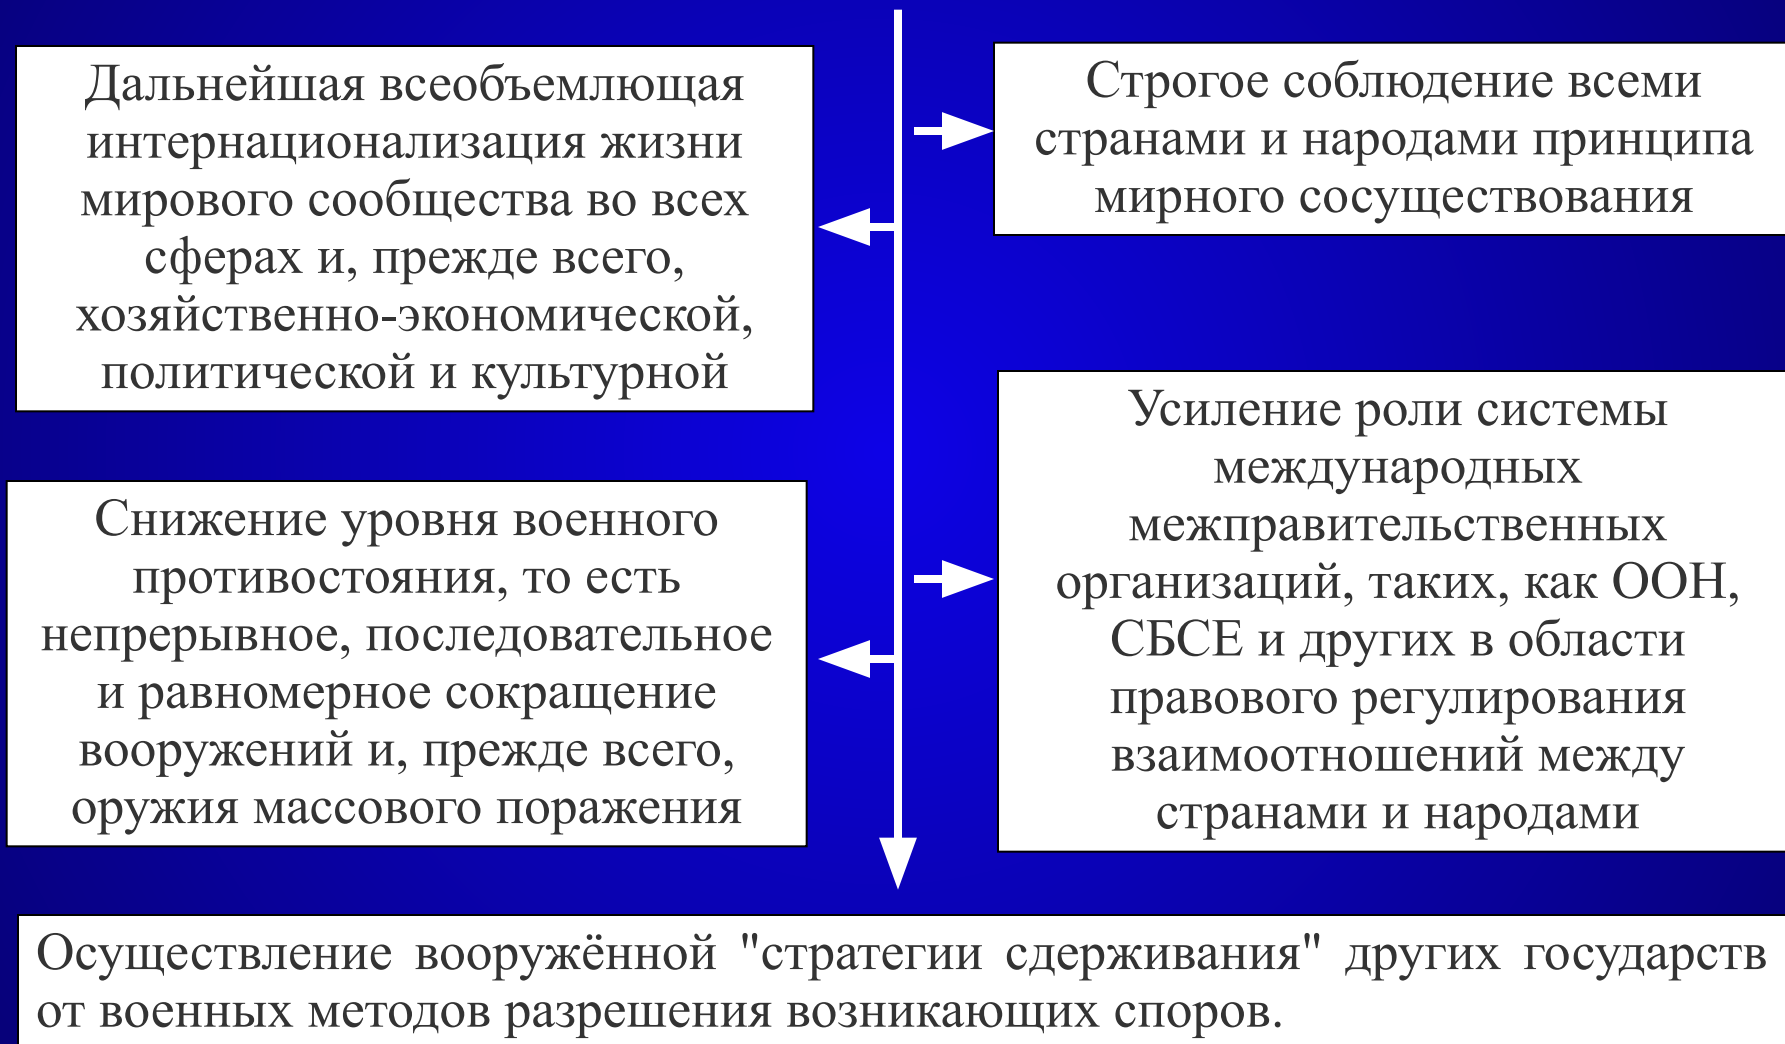 Дальнейшая всеобъемлющая
интернационализация жизни
мирового сообщества во всех
сферах и, прежде всего,
хозяйственно-экономической,
политической и культурной
Строгое соблюдение всеми
странами и народами принципа
мирного сосуществования
Снижение уровня военного
противостояния, то есть
непрерывное, последовательное
и равномерное сокращение
вооружений и, прежде всего,
оружия массового поражения
Усиление роли системы
международных
межправительственных
организаций, таких, как ООН,
СБСЕ и других в области
правового регулирования
взаимоотношений между
странами и народами
Осуществление вооружённой "стратегии сдерживания" других государств
от военных методов разрешения возникающих споров.